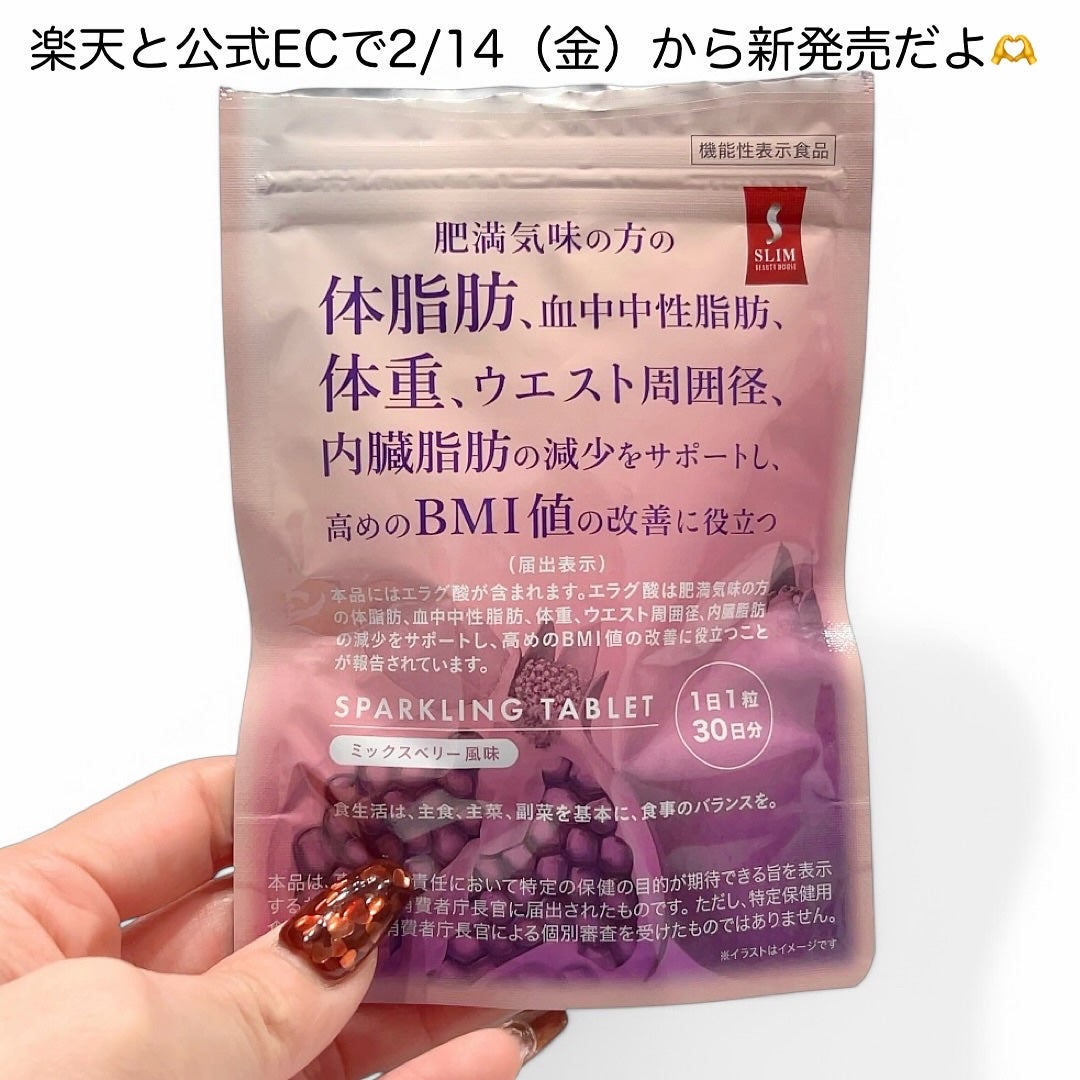 楽天と公式ECで2/14（金）から新発売だよ🫶
機能性表示食品
S
SLIM
BEAUTY HOUSE
肥満気味の方の
体脂肪、血中中性脂肪、
体重、ウエスト周囲径、
内臓脂肪の減少をサポートし、
高めのBMI値の改善に役立つ
（届出表示）
本品にはエラグ酸が含まれます。エラグ酸は肥満気味の方
の体脂肪、血中中性脂肪、体重、ウエスト周囲径、内臓脂肪
の減少をサポートし、高めのBMI値の改善に役立つこと
が報告されています。
SPARKLING TABLET
ミックスベリー風味
1日1粒
30日分
食生活は、主食、主菜、副菜を基本に、食事のバランスを。
本品は、責任において特定の保健の目的が期待できる旨を表示
する消費者庁長官に届出されたものです。ただし、特定保健用
消費者庁長官による個別審査を受けたものではありません。
※イラストはイメージです